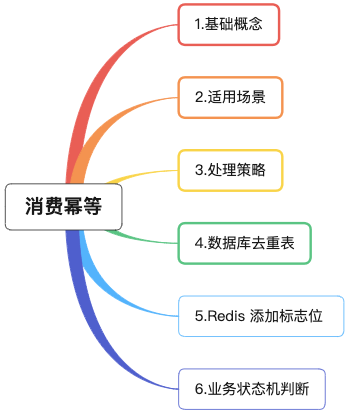 1.基础概念
2.适用场景
3.处理策略
消费幂等
4.数据库去重表
5.Redis 添加标志位
6.业务状态机判断